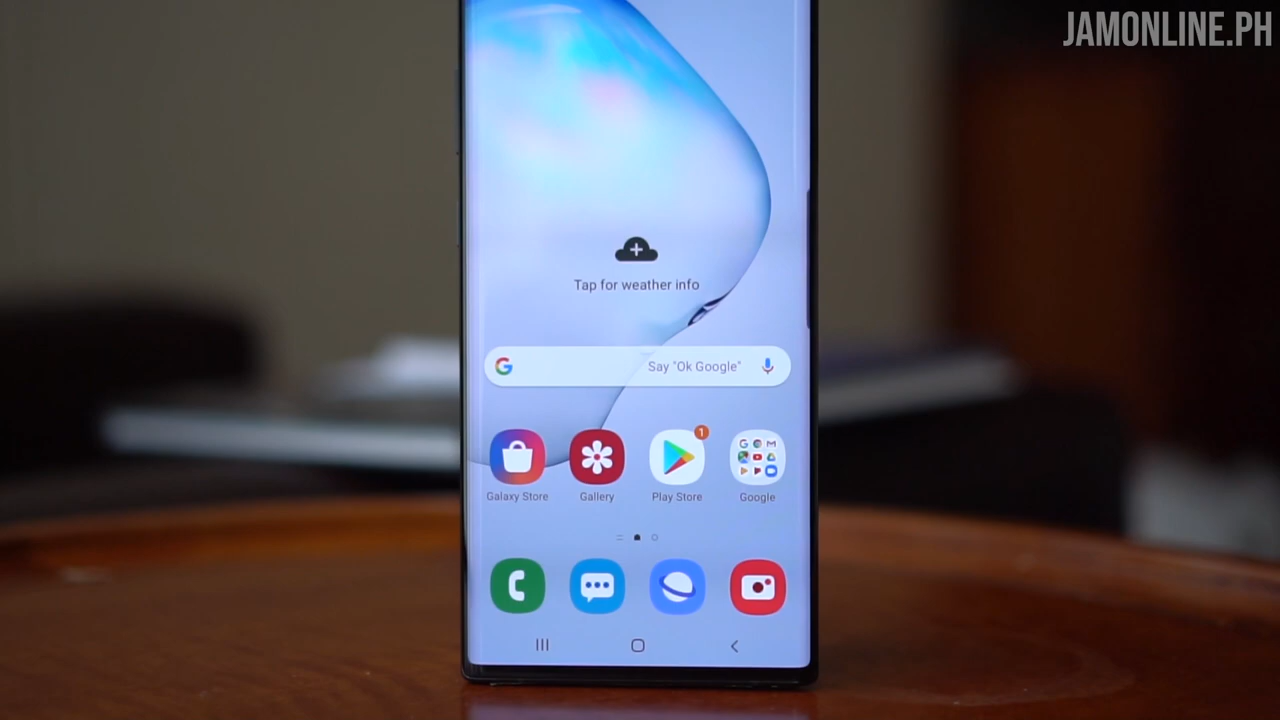 JAMONLINE.PH
Tap for weather info
Say "Ok Google"
1
Galaxy Store
Gallery
Play Store
Google